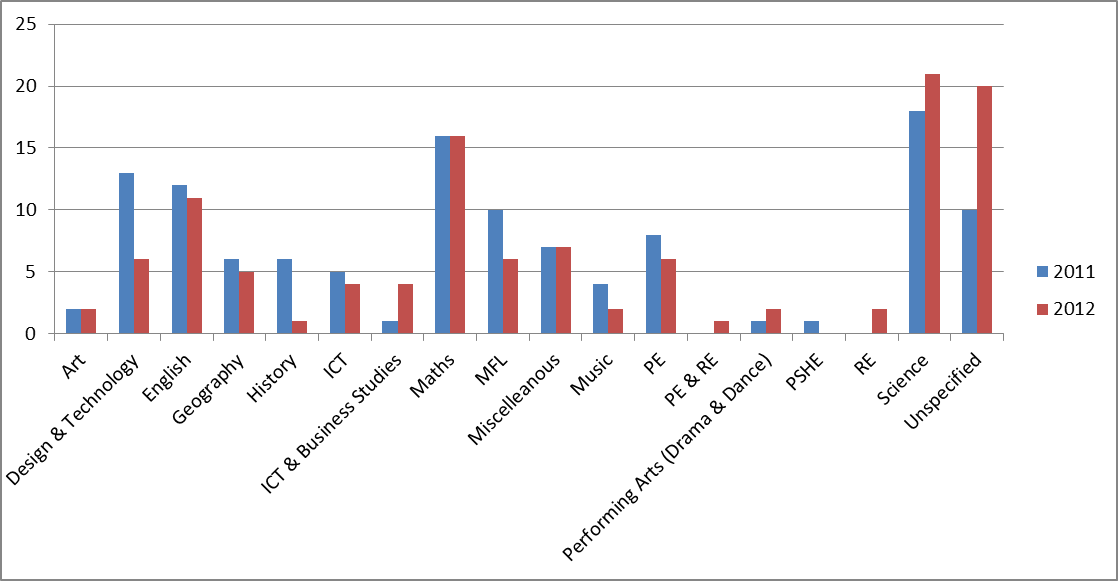 25
20
15
10
5
0
Art
Design & Technology
English
Geography
History
ICT
ICT & Business Studies
Maths
MFL
Miscelleanous
Music
PE
PE & RE
Performing Arts (Drama & Dance)
PSHE
RE
Science
Unspecified
2011
2012